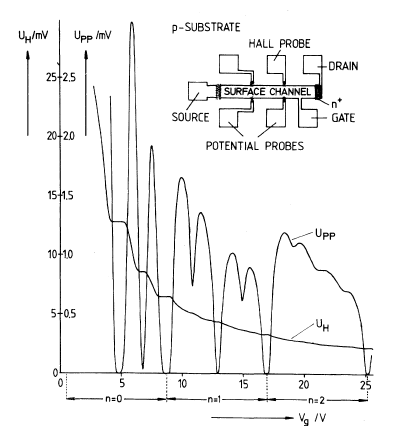 p-SUBSTRATE
U_H/mV
U_PP/mV
HALL PROBE
DRAIN
SURFACE CHANNEL
n+
SOURCE
GATE
POTENTIAL PROBES
25 2.5
20 2.0
15 1.5
10 1.0
5 0.5
0 0
U_PP
U_H
0 5 10 15 20 25
n=0 n=1 n=2
V_g / V